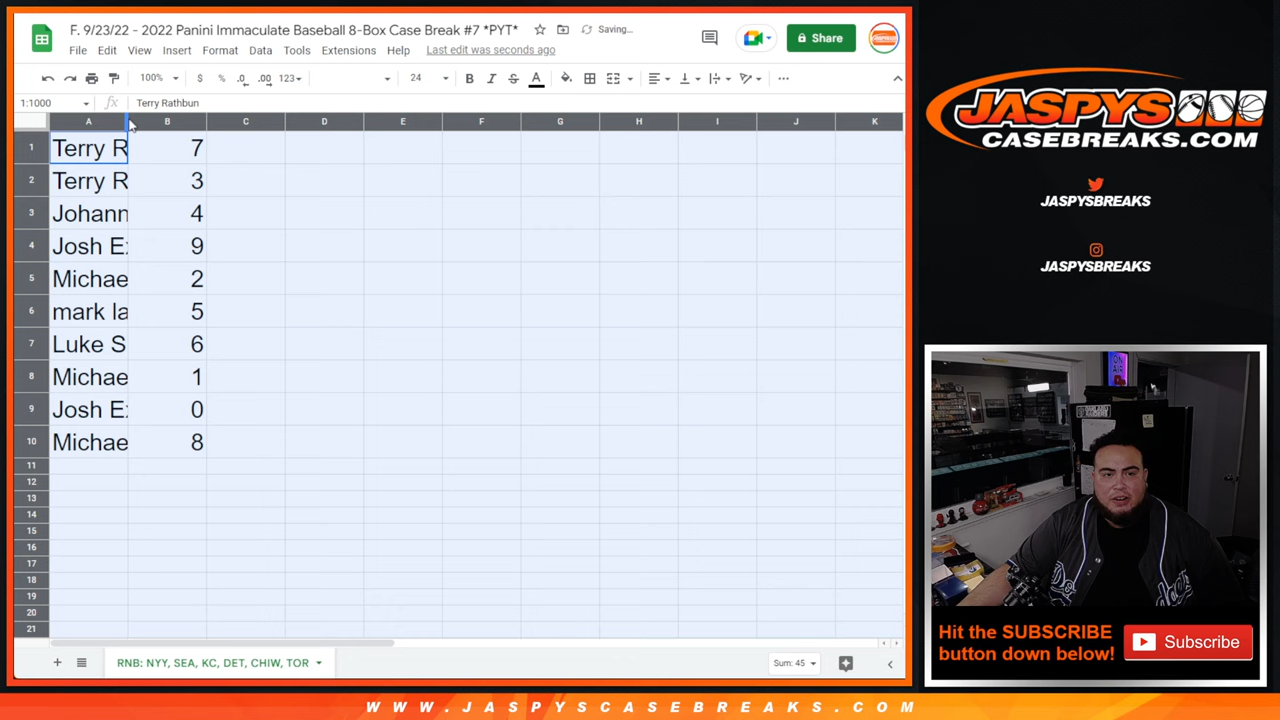 F. 9/23/22 - 2022 Panini Immaculate Baseball 8-Box Case Break #7 *PYT*
Saving...
File Edit View Insert Format Data Tools Extensions Help Last edit was seconds ago
Share
100% $ % .0 .00 123 24 B I S A
1:1000 fx Terry Rathbun
A B C D E F G H I J K
1 Terry R 7
2 Terry R 3
3 Johann 4
4 Josh E 9
5 Michae 2
6 mark la 5
7 Luke S 6
8 Michae 1
9 Josh E 0
10 Michae 8
11
12
13
14
15
16
17
18
19
20
21
RNB: NYY, SEA, KC, DET, CHIW, TOR
Sum: 45
JASPYS
CASEBREAKS.COM
JASPYSBREAKS
JASPYSBREAKS
ON AIR
Hit the SUBSCRIBE
button down below!
Subscribe
WWW.JASPYSCASEBREAKS.COM